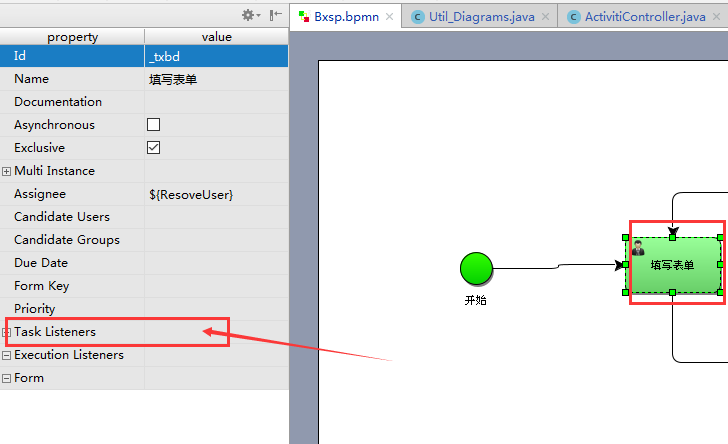 Bxsp.bpmn
Util_Diagrams.java
ActivitiController.java
property value
Id _txbd
Name 填写表单
Documentation
Asynchronous
Exclusive
Multi Instance
Assignee ${ResoveUser}
Candidate Users
Candidate Groups
Due Date
Form Key
Priority
Task Listeners
Execution Listeners
Form
开始
填写表单